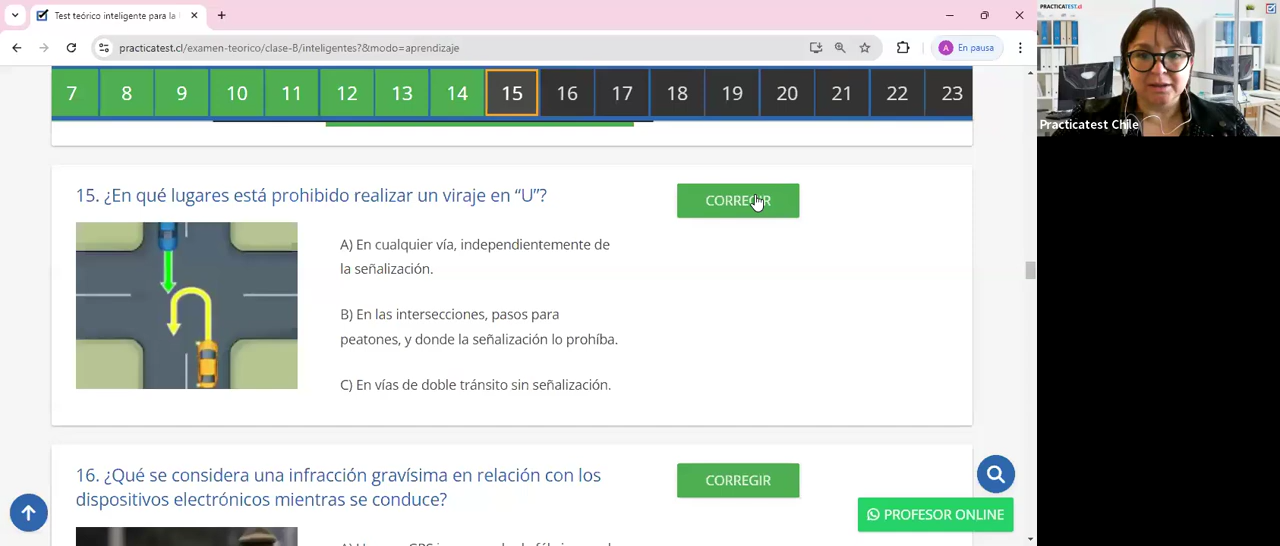 Test teórico inteligente para la
practicatest.cl/examen-teorico/clase-B/inteligentes?&modo=aprendizaje
A
En pausa
PRACTICATEST.cl
Practicatest Chile
7 8 9 10 11 12 13 14 15 16 17 18 19 20 21 22 23
15. ¿En qué lugares está prohibido realizar un viraje en “U”?
CORREGIR
A) En cualquier vía, independientemente de
la señalización.
B) En las intersecciones, pasos para
peatones, y donde la señalización lo prohíba.
C) En vías de doble tránsito sin señalización.
16. ¿Qué se considera una infracción gravísima en relación con los
dispositivos electrónicos mientras se conduce?
CORREGIR
PROFESOR ONLINE